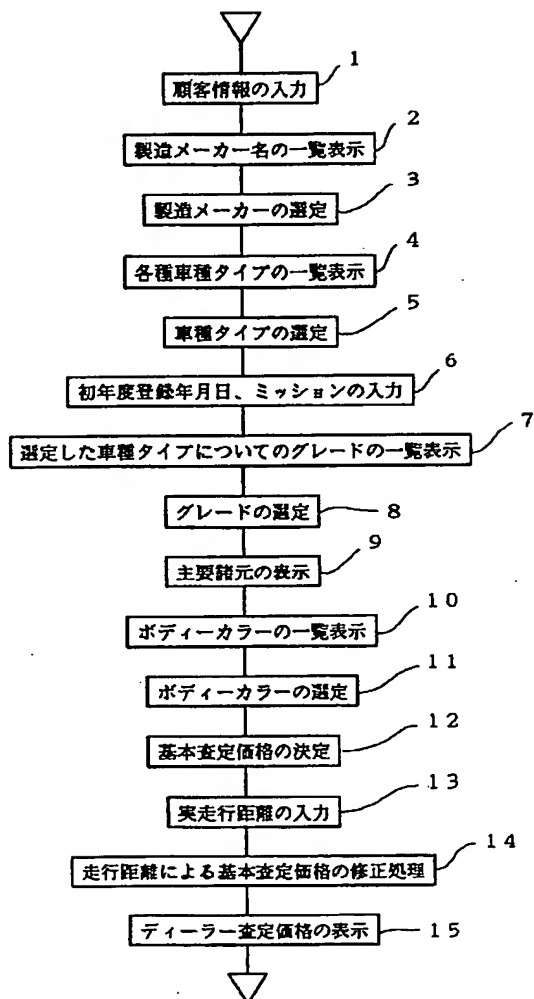 1
顧客情報の入力
2
製造メーカー名の一覧表示
3
製造メーカーの選定
4
各種車種タイプの一覧表示
5
車種タイプの選定
6
初年度登録年月日、ミッションの入力
7
選定した車種タイプについてのグレードの一覧表示
グレードの選定 8
9
主要諸元の表示
10
ボディーカラーの一覧表示
11
ボディーカラーの選定
12
基本査定価格の決定
13
実走行距離の入力
14
走行距離による基本査定価格の修正処理
ディーラー査定価格の表示 15